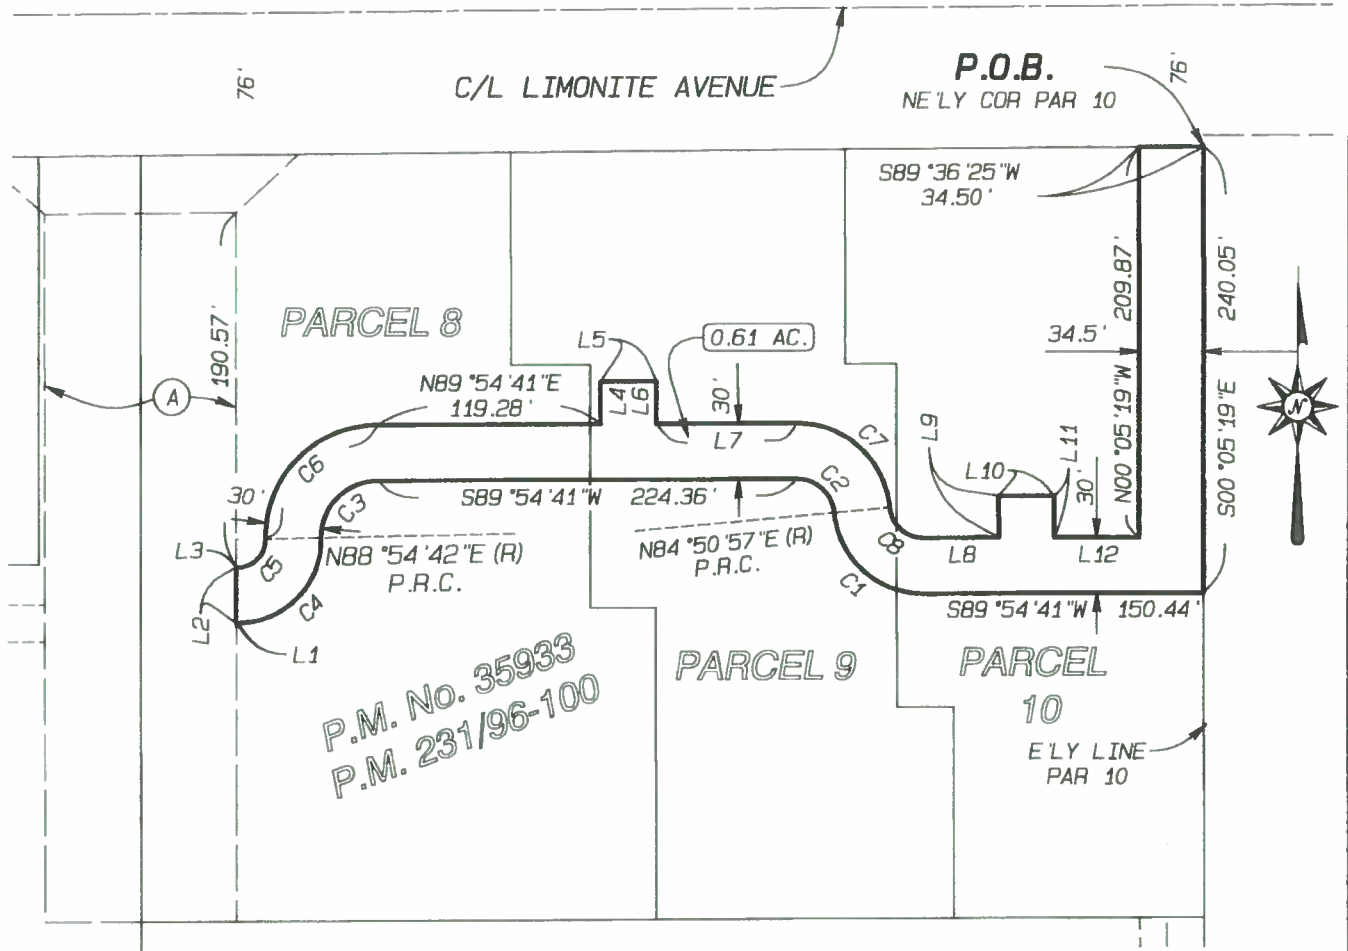 C/L LIMONITE AVENUE
P.O.B.
NE'LY COR PAR 10
76'
76'
S89°36'25"W
34.50'
209.87'
240.05'
N00°05'19"W
S00°05'19"E
34.5'
190.57'
PARCEL 8
L5
0.61 AC.
N89°54'41"E
119.28'
L4
L6
30'
L7
C7
L9
L10
L11
30'
A
C6
C3
S89°54'41"W 224.36'
C2
30'
N88°54'42"E (R)
P.R.C.
N84°50'57"E (R)
P.R.C.
C8
L8
L12
L3
C5
C4
C1
L2
L1
S89°54'41"W 150.44'
PARCEL 9
PARCEL
10
P.M. No. 35933
P.M. 231/96-100
E'LY LINE
PAR 10
N